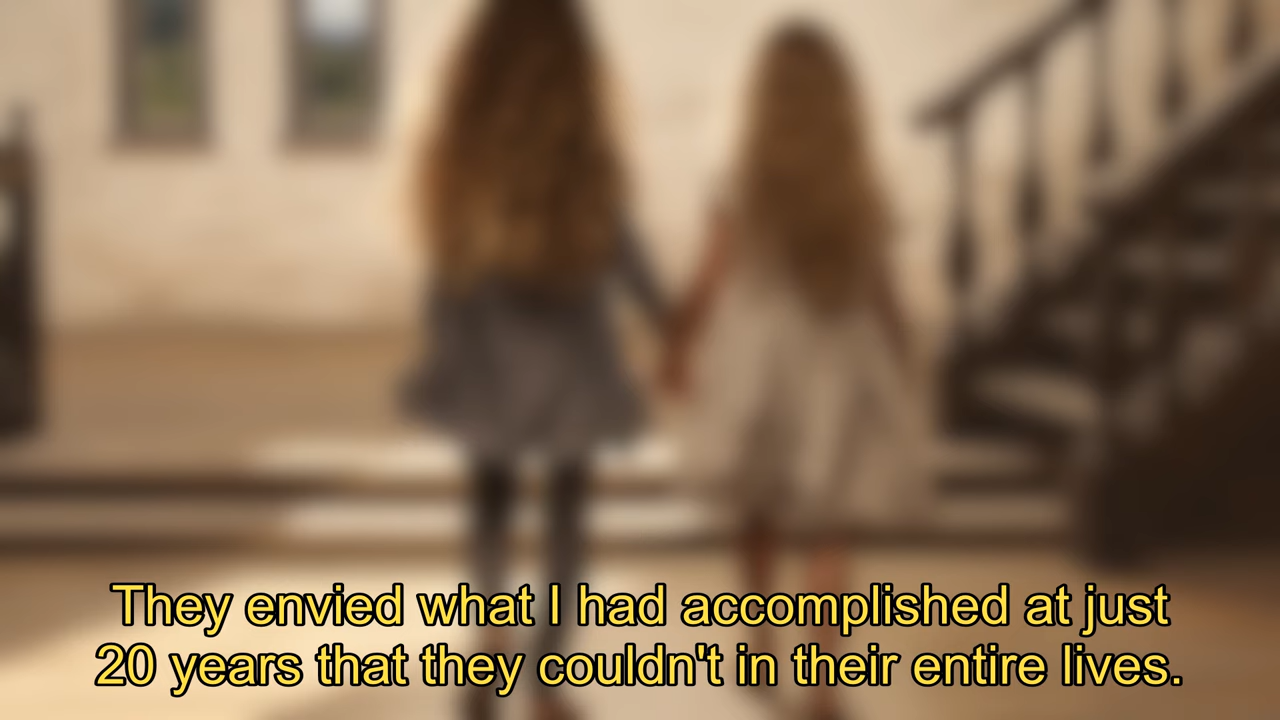 They envied what I had accomplished at just
20 years that they couldn't in their entire lives.